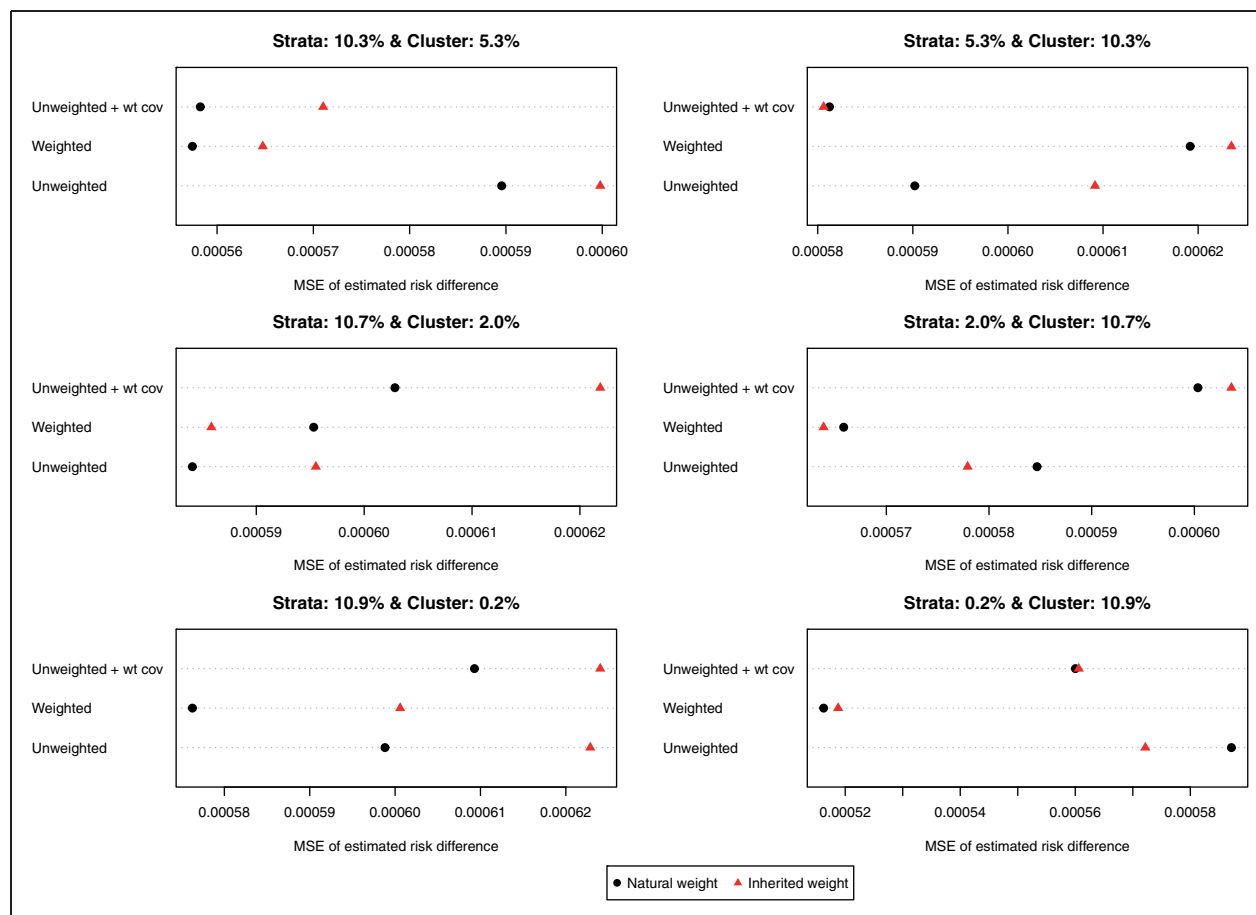 Strata: 10.3% & Cluster: 5.3%
Unweighted + wt cov
Weighted
Unweighted
0.00056 0.00057 0.00058 0.00059 0.00060
MSE of estimated risk difference
Strata: 5.3% & Cluster: 10.3%
Unweighted + wt cov
Weighted
Unweighted
0.00058 0.00059 0.00060 0.00061 0.00062
MSE of estimated risk difference
Strata: 10.7% & Cluster: 2.0%
Unweighted + wt cov
Weighted
Unweighted
0.00059 0.00060 0.00061 0.00062
MSE of estimated risk difference
Strata: 2.0% & Cluster: 10.7%
Unweighted + wt cov
Weighted
Unweighted
0.00057 0.00058 0.00059 0.00060
MSE of estimated risk difference
Strata: 10.9% & Cluster: 0.2%
Unweighted + wt cov
Weighted
Unweighted
0.00058 0.00059 0.00060 0.00061 0.00062
MSE of estimated risk difference
Strata: 0.2% & Cluster: 10.9%
Unweighted + wt cov
Weighted
Unweighted
0.00052 0.00054 0.00056 0.00058
MSE of estimated risk difference
Natural weight Inherited weight